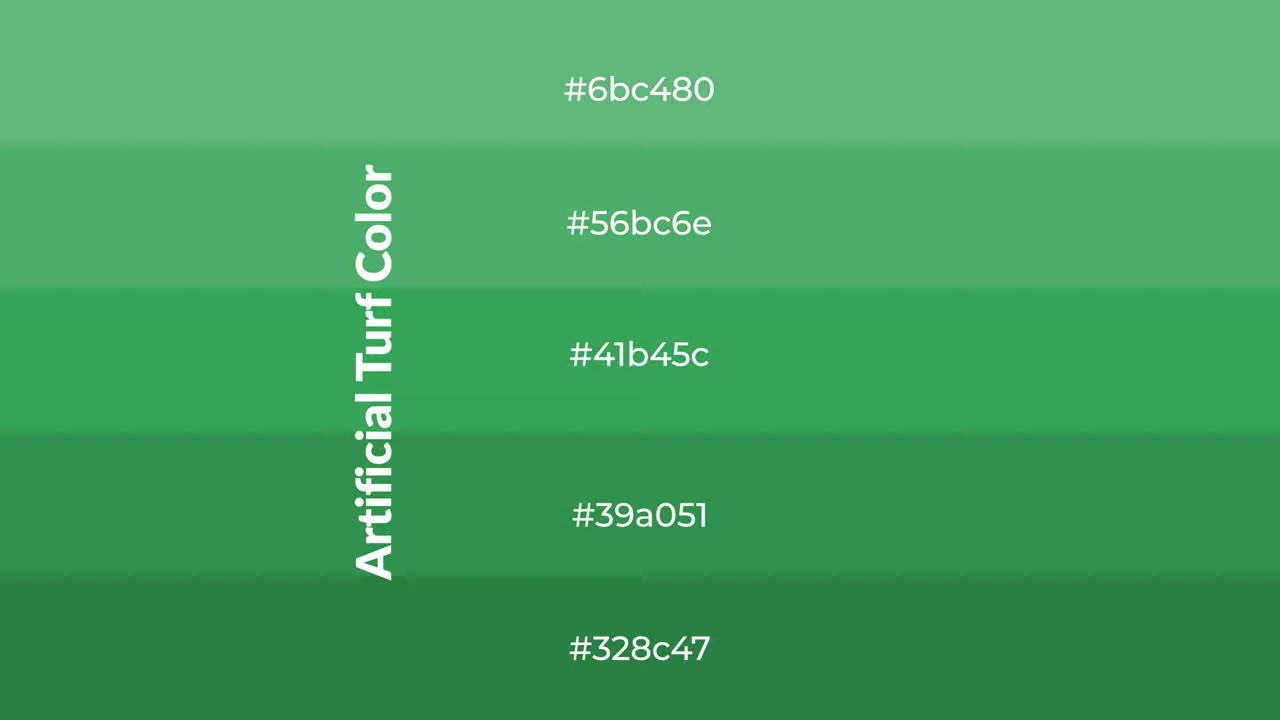 Artificial Turf Color
#6bc480
#56bc6e
#41b45c
#39a051
#328c47